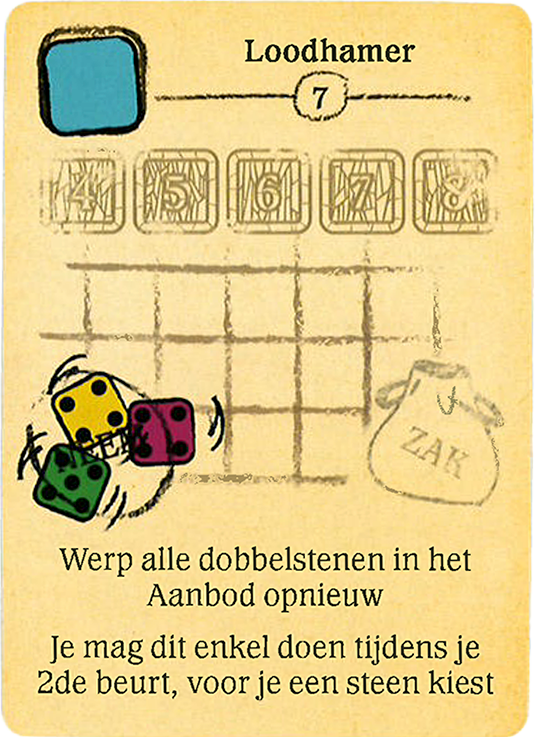 Loodhamer
7
4 5 6 7 8
ZAK
Werp alle dobbelstenen in het
Aanbod opnieuw
Je mag dit enkel doen tijdens je
2de beurt, voor je een steen kiest